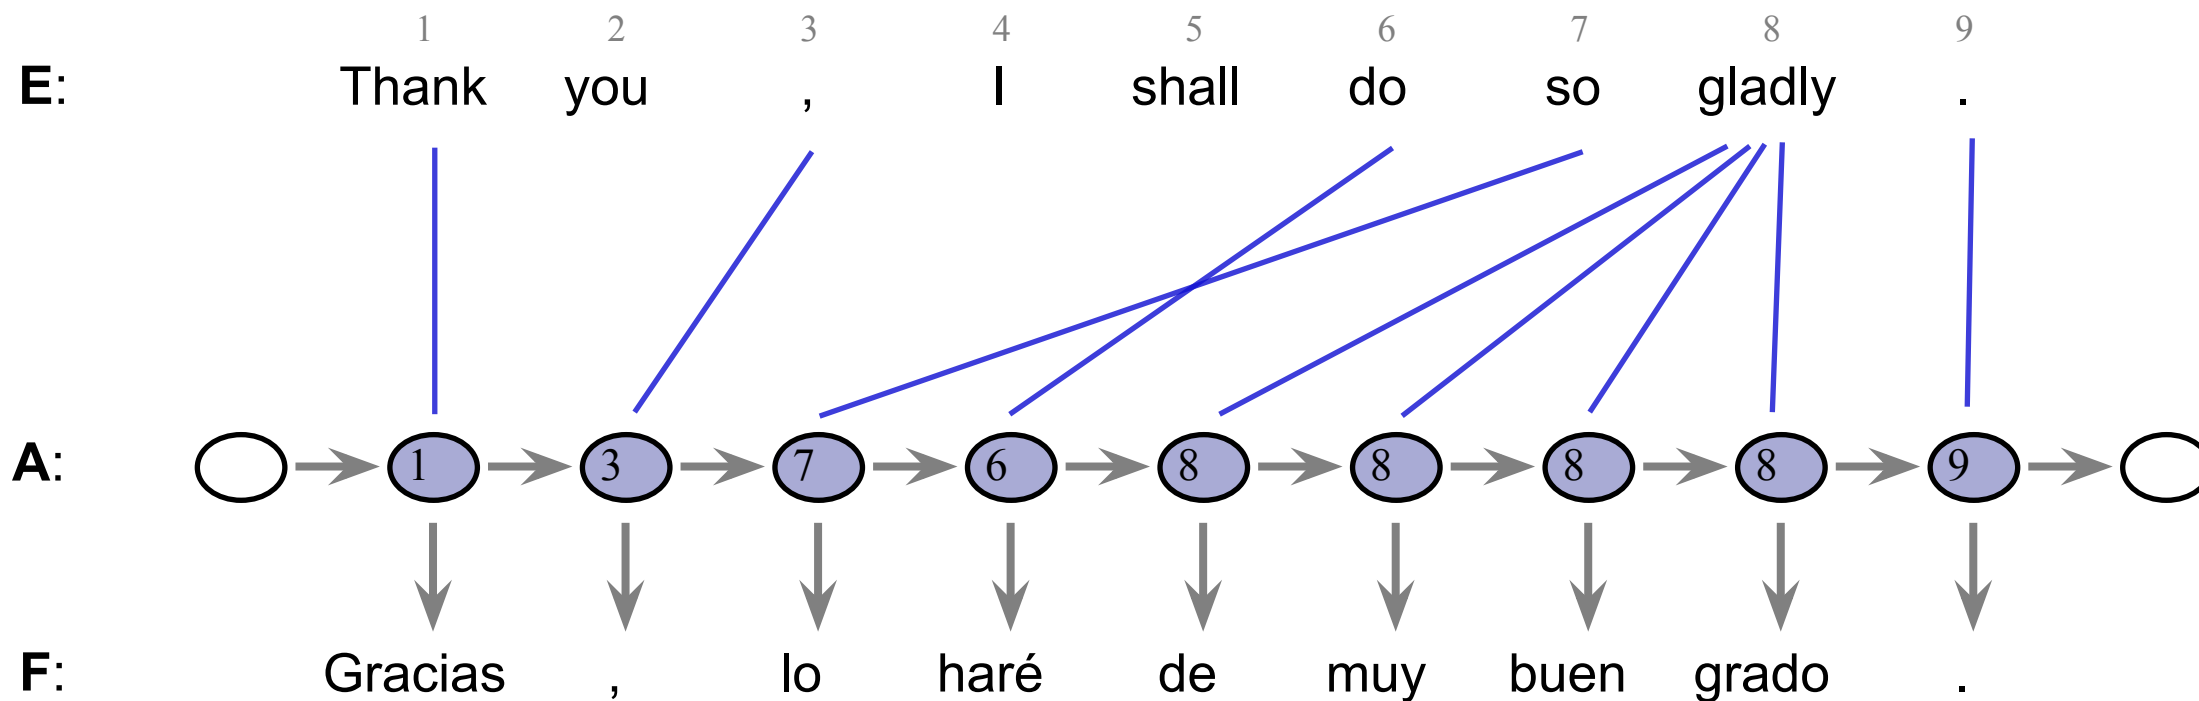 1 2 3 4 5 6 7 8 9
E: Thank you , I shall do so gladly .
A: 1 3 7 6 8 8 8 8 9
F: Gracias , lo haré de muy buen grado .